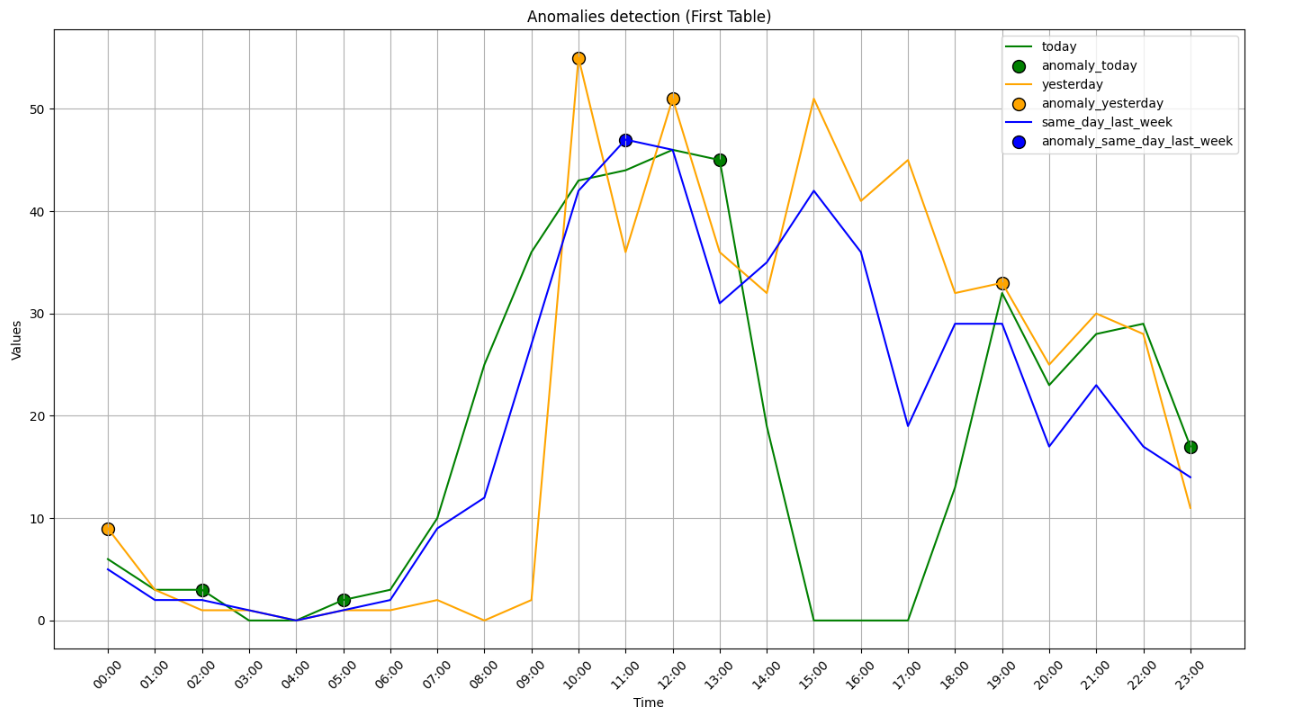 Anomalies detection (First Table)
today
anomaly_today
yesterday
anomaly_yesterday
same_day_last_week
anomaly_same_day_last_week
Values
50
40
30
20
10
0
00:00 01:00 02:00 03:00 04:00 05:00 06:00 07:00 08:00 09:00 10:00 11:00 12:00 13:00 14:00 15:00 16:00 17:00 18:00 19:00 20:00 21:00 22:00 23:00
Time